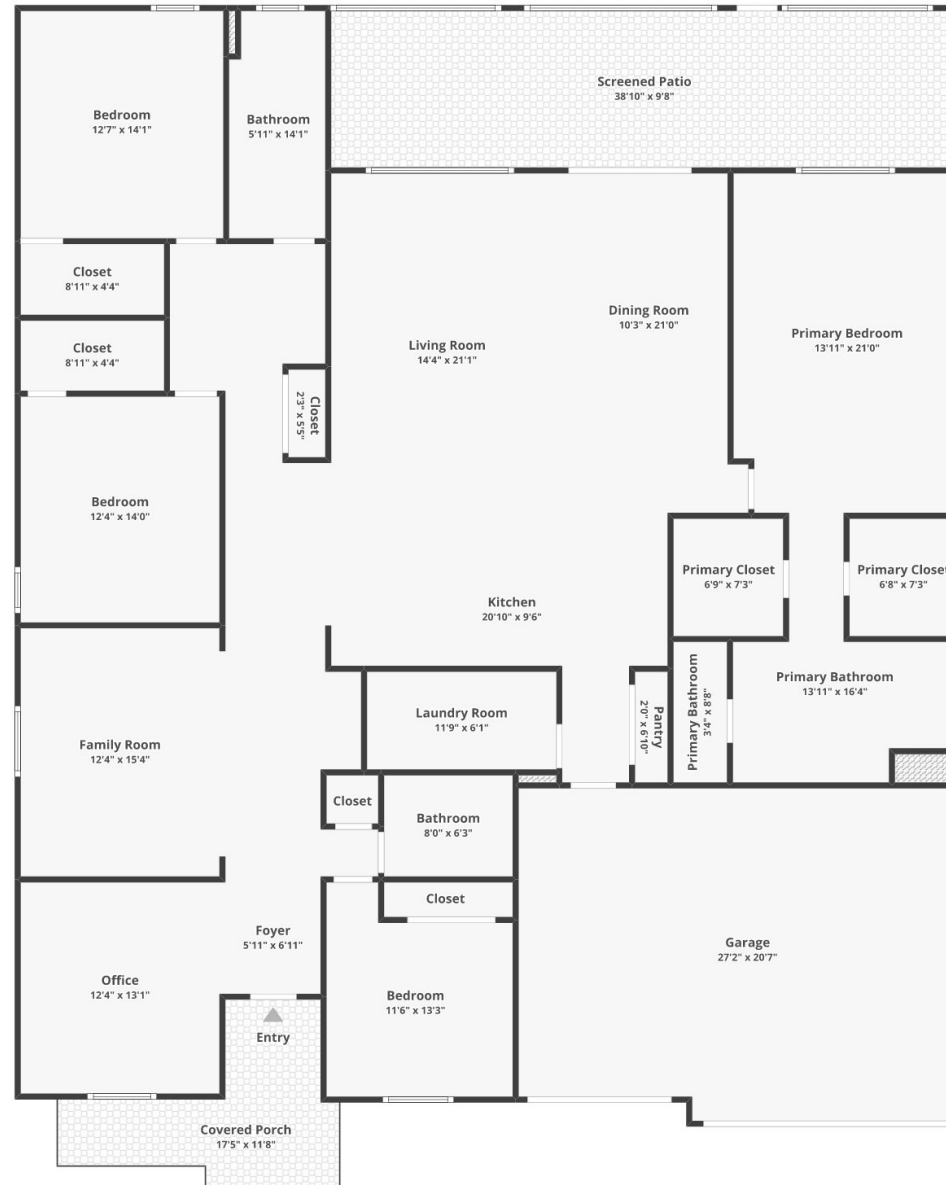 Screened Patio
38'10" x 9'8"
Bedroom
12'7" x 14'1"
Bathroom
5'11" x 14'1"
Closet
8'11" x 4'4"
Dining Room
10'3" x 21'0"
Primary Bedroom
13'11" x 21'0"
Living Room
14'4" x 21'1"
Closet
8'11" x 4'4"
Closet
2'3" x 5'5"
Bedroom
12'4" x 14'0"
Primary Closet
6'9" x 7'3"
Primary Closet
6'8" x 7'3"
Kitchen
20'10" x 9'6"
Primary Bathroom
13'11" x 16'4"
Primary Bathroom
3'4" x 8'8"
Laundry Room
11'9" x 6'1"
Pantry
2'0" x 6'10"
Family Room
12'4" x 15'4"
Closet
Bathroom
8'0" x 6'3"
Closet
Foyer
5'11" x 6'11"
Garage
27'2" x 20'7"
Office
12'4" x 13'1"
Bedroom
11'6" x 13'3"
Entry
Covered Porch
17'5" x 11'8"